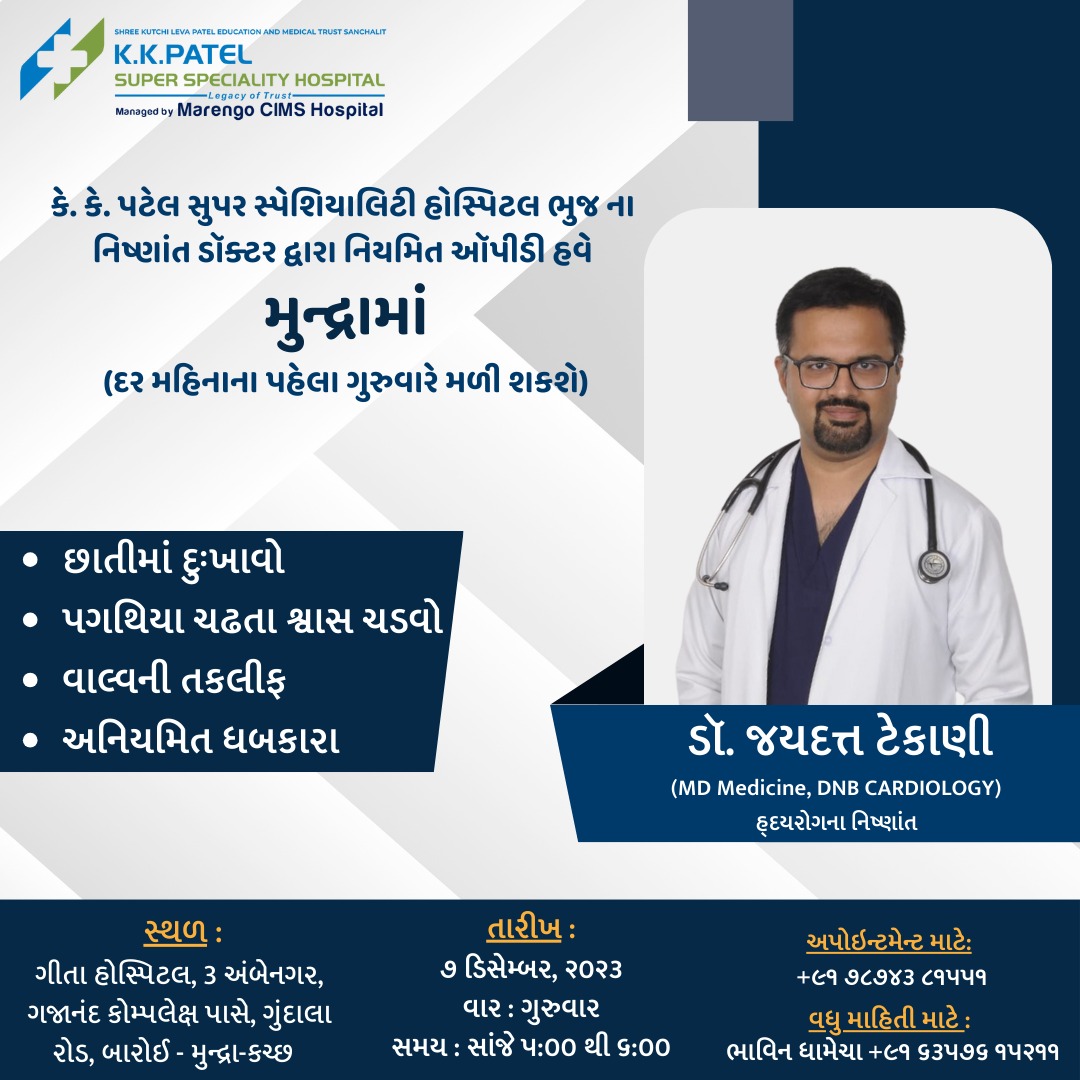 SHREE KUTCHI LEVA PATEL EDUCATION AND MEDICAL TRUST SANCHALIT
K.K.PATEL
SUPER SPECIALITY HOSPITAL
Legacy of Trust
Managed by Marengo CIMS Hospital
કે. કે. પટેલ સુપર સ્પેશિયાલિટી હોસ્પિટલ ભુજ ના
નિષ્ણાંત ડૉક્ટર દ્વારા નિયમિત ઓપીડી હવે
મુન્દ્રામાં
(દર મહિનાના પહેલા ગુરુવારે મળી શકશે)
• છાતીમાં દુઃખાવો
• પગથિયા ચઢતા શ્વાસ ચડવો
• વાલ્વની તકલીફ
• અનિયમિત ધબકારા
ડૉ. જયદત્ત ટેકાણી
(MD Medicine, DNB CARDIOLOGY)
હૃદયરોગના નિષ્ણાંત
સ્થળ :
ગીતા હોસ્પિટલ, ૩ અંબેનગર,
ગજાનંદ કોમ્પલેક્ષ પાસે, ગુંદાલા
રોડ, બારોઈ - મુન્દ્રા-કચ્છ
તારીખ :
૭ ડિસેમ્બર, ૨૦૨૩
વાર : ગુરુવાર
સમય : સાંજે ૫:૦૦ થી ૬:૦૦
અપોઇન્ટમેન્ટ માટે:
+૯૧ ૭૮૭૪૩ ૮૧૫૫૧
વધુ માહિતી માટે :
ભાવિન ધામેચા +૯૧ ૬૩૫૭૬ ૧૫૨૧૧